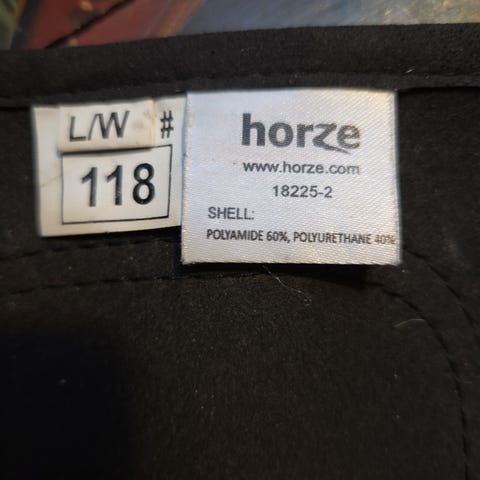 L/W #
118
horze
www.horze.com
18225-2
SHELL:
POLYAMIDE 60%, POLYURETHANE 40%